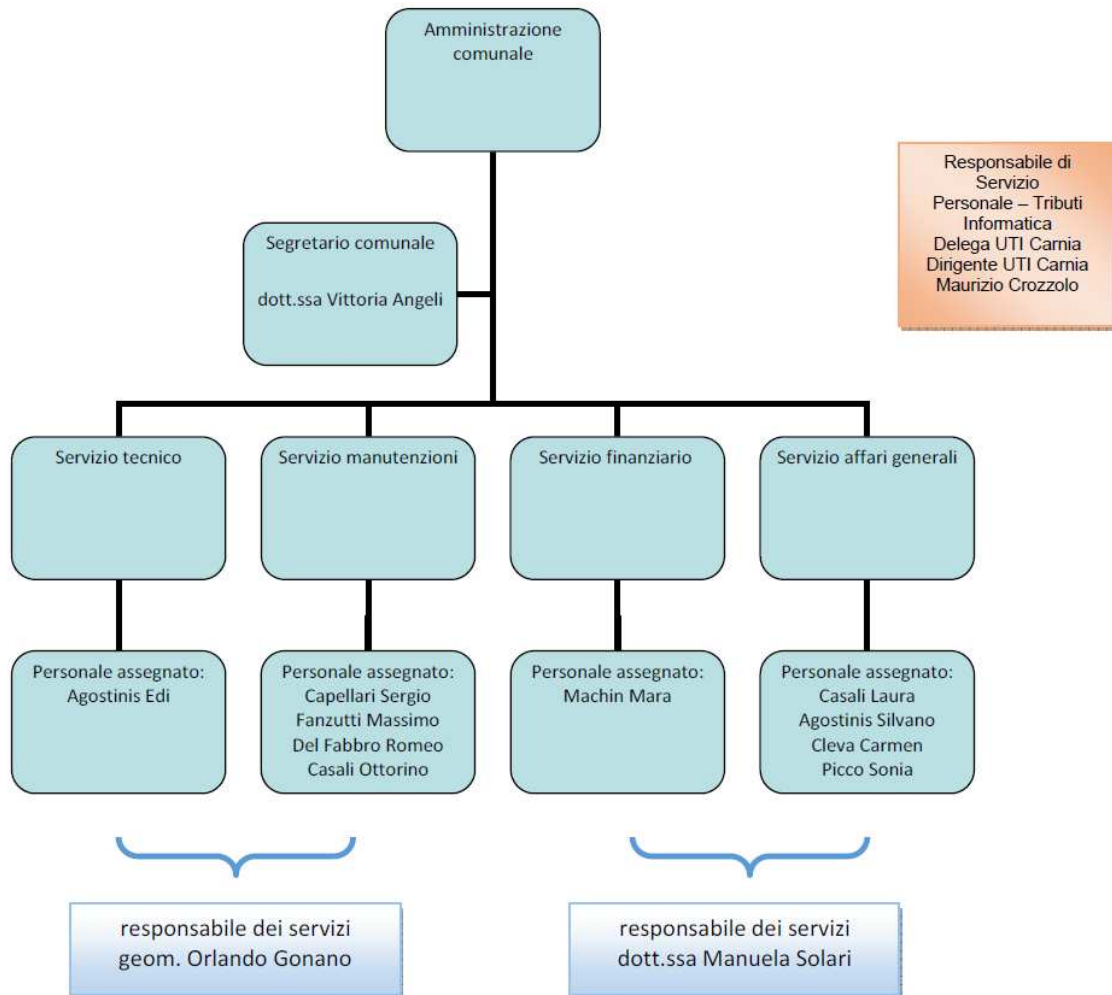 Amministrazione
comunale
Responsabile di
Servizio
Personale – Tributi
Informatica
Delega UTI Carnia
Dirigente UTI Carnia
Maurizio Crozzolo
Segretario comunale
dott.ssa Vittoria Angeli
Servizio tecnico
Servizio manutenzioni
Servizio finanziario
Servizio affari generali
Personale assegnato:
Agostinis Edi
Personale assegnato:
Capellari Sergio
Fanzutti Massimo
Del Fabbro Romeo
Casali Ottorino
Personale assegnato:
Machin Mara
Personale assegnato:
Casali Laura
Agostinis Silvano
Cleva Carmen
Picco Sonia
responsabile dei servizi
geom. Orlando Gonano
responsabile dei servizi
dott.ssa Manuela Solari